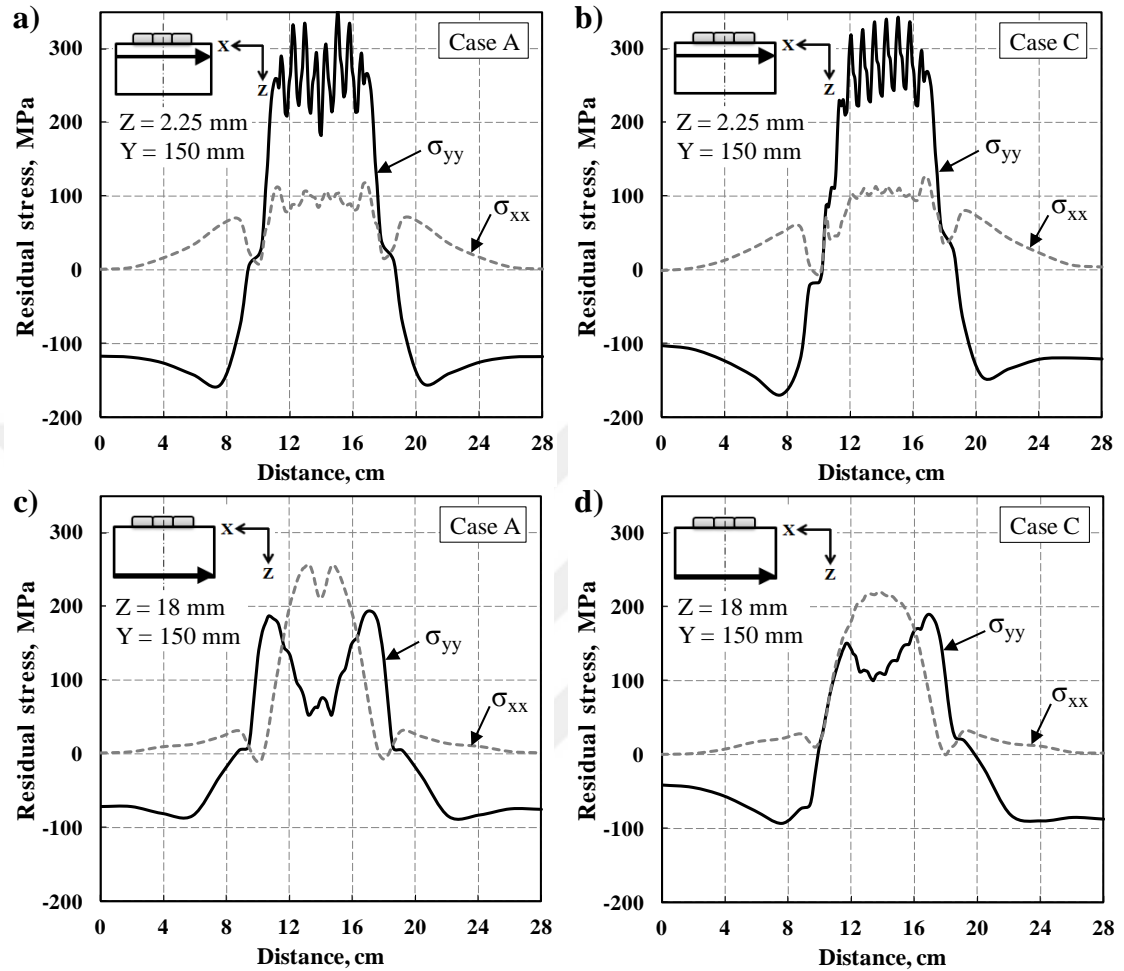 a)
Case A
X
Z
Z = 2.25 mm
Y = 150 mm
σyy
σxx
Residual stress, MPa
300
200
100
0
-100
-200
0 4 8 12 16 20 24 28
Distance, cm
b)
Case C
X
Z
Z = 2.25 mm
Y = 150 mm
σyy
σxx
Residual stress, MPa
300
200
100
0
-100
-200
0 4 8 12 16 20 24 28
Distance, cm
c)
Case A
X
Z
Z = 18 mm
Y = 150 mm
σyy
σxx
Residual stress, MPa
300
200
100
0
-100
-200
0 4 8 12 16 20 24 28
Distance, cm
d)
Case C
X
Z
Z = 18 mm
Y = 150 mm
σyy
σxx
Residual stress, MPa
300
200
100
0
-100
-200
0 4 8 12 16 20 24 28
Distance, cm